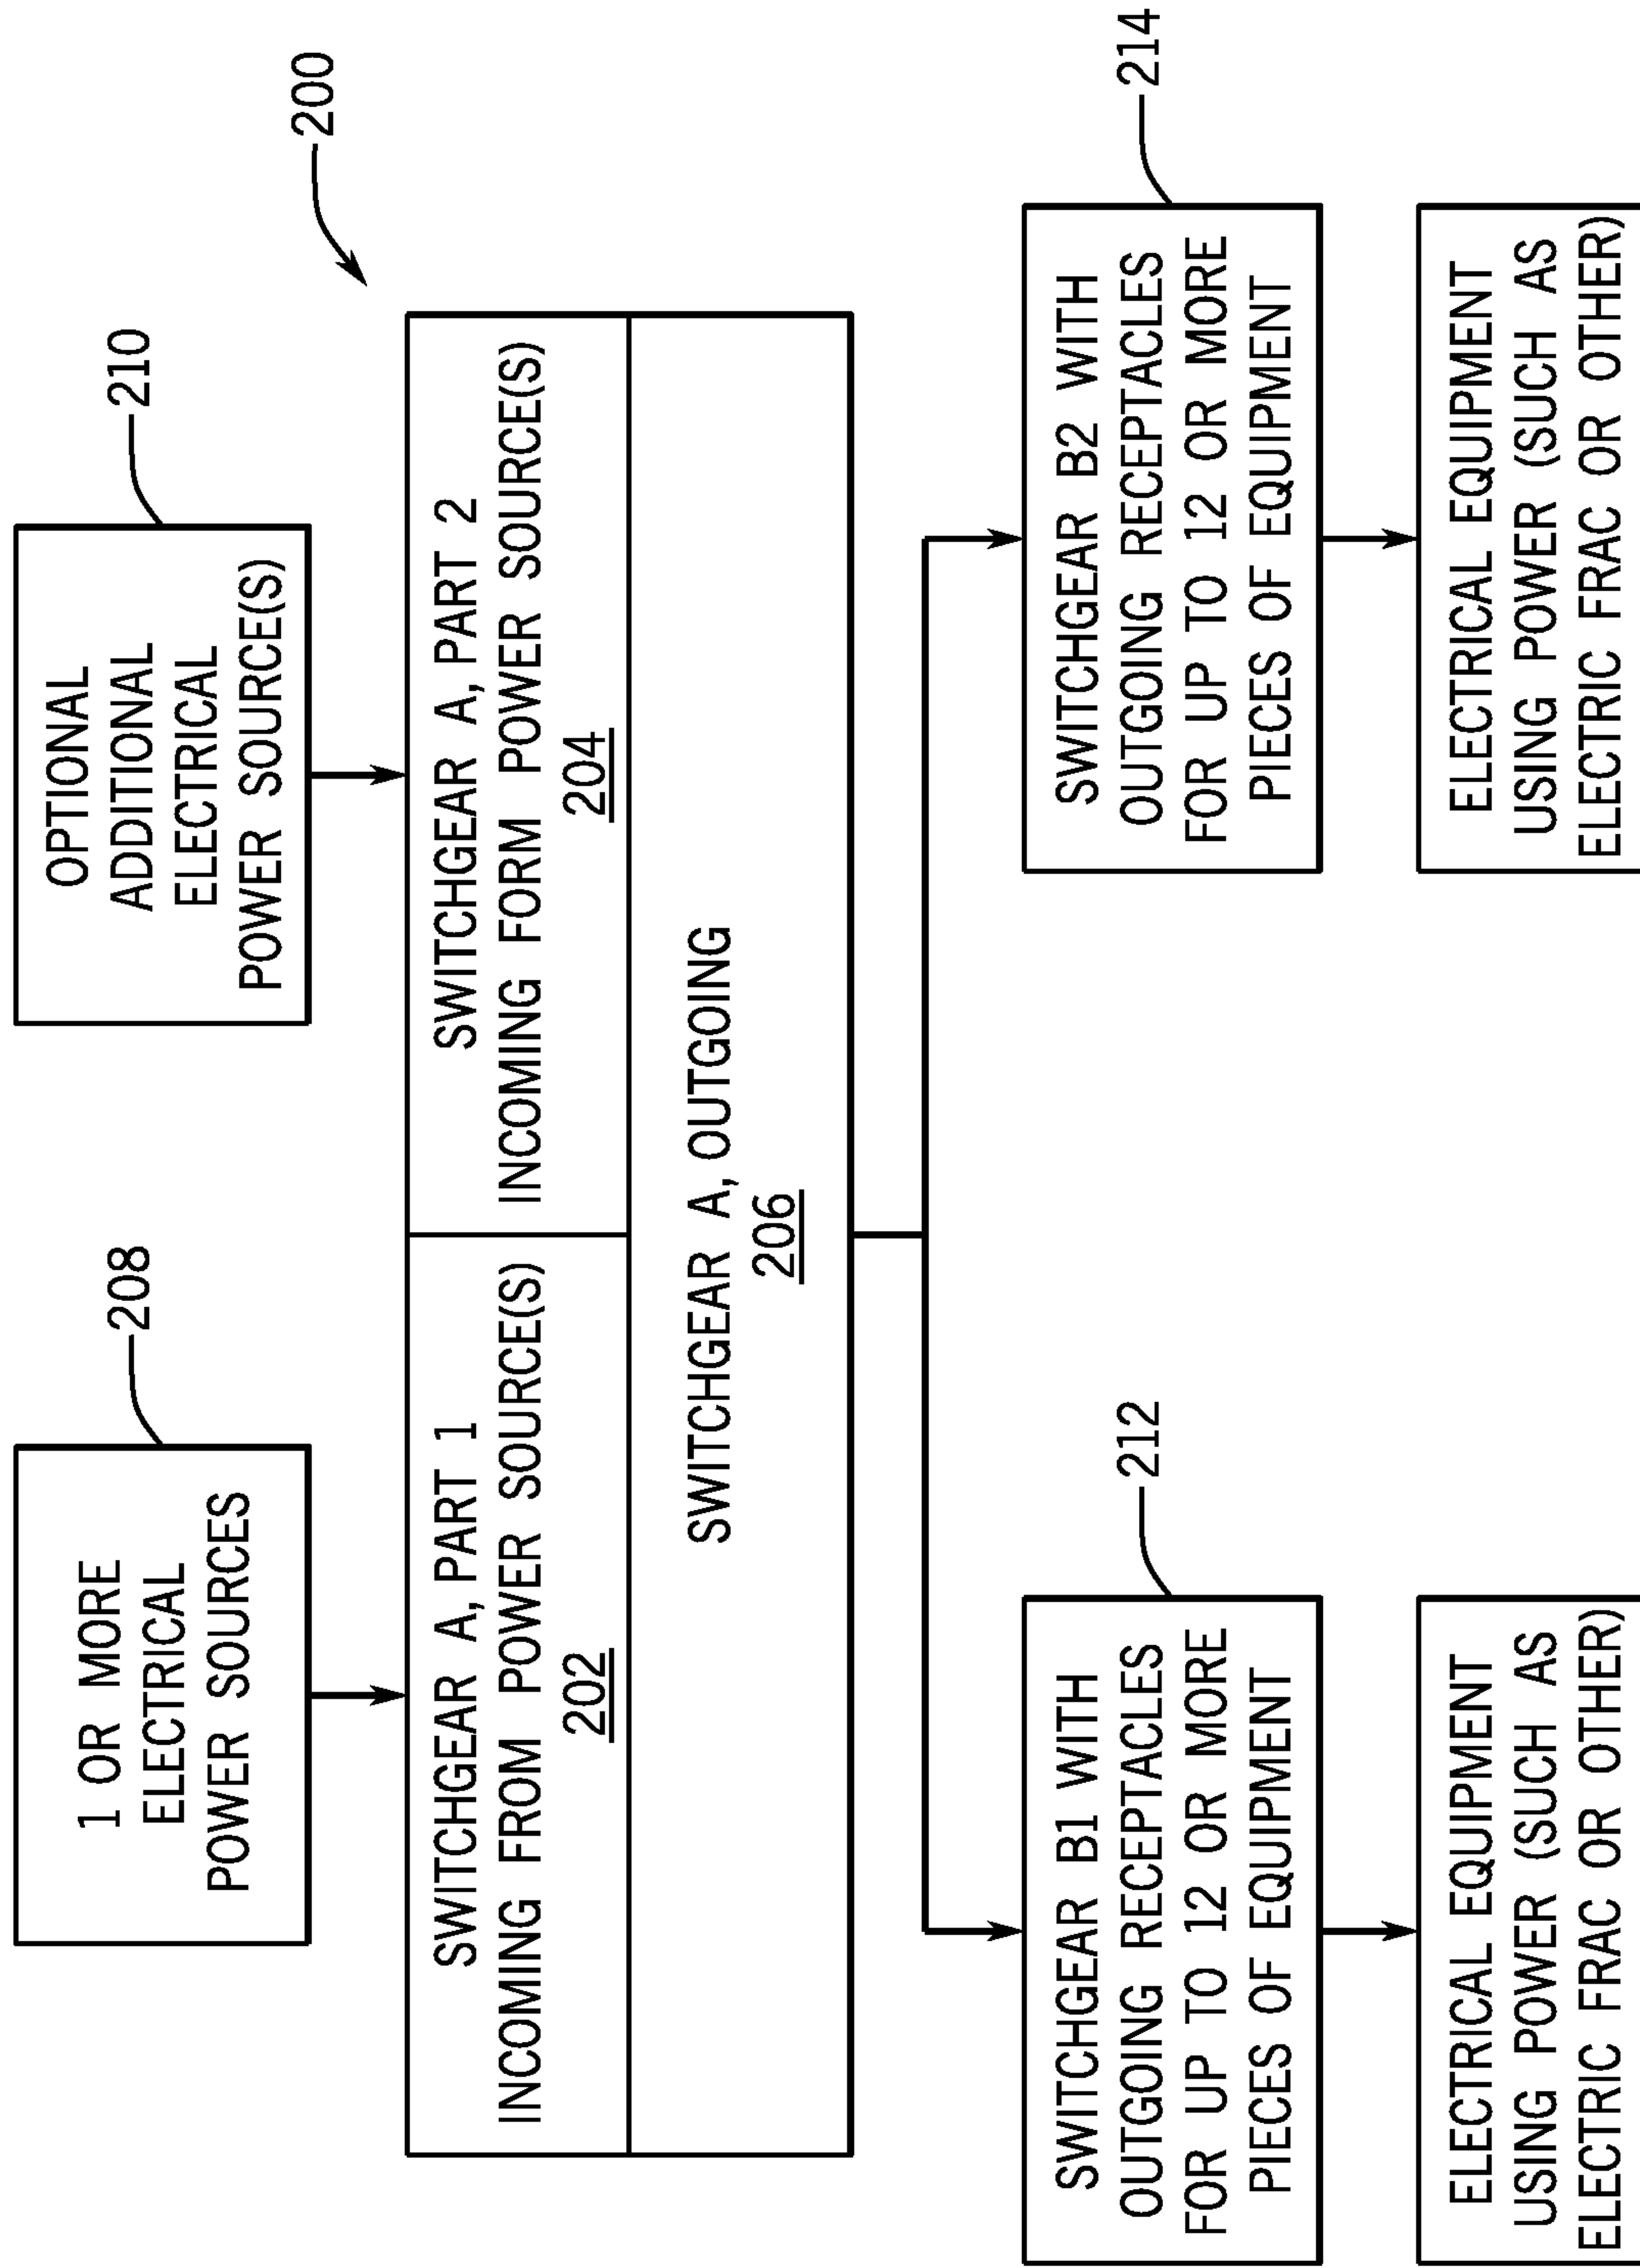 200
1 OR MORE
ELECTRICAL
POWER SOURCES
208
OPTIONAL
ADDITIONAL
ELECTRICAL
POWER SOURCE(S)
210
SWITCHGEAR A, PART 1
INCOMING FROM POWER SOURCE(S)
202
SWITCHGEAR A, PART 2
INCOMING FORM POWER SOURCE(S)
204
SWITCHGEAR A, OUTGOING
206
SWITCHGEAR B1 WITH
OUTGOING RECEPTACLES
FOR UP TO 12 OR MORE
PIECES OF EQUIPMENT
212
SWITCHGEAR B2 WITH
OUTGOING RECEPTACLES
FOR UP TO 12 OR MORE
PIECES OF EQUIPMENT
214
ELECTRICAL EQUIPMENT
USING POWER (SUCH AS
ELECTRIC FRAC OR OTHER)
ELECTRICAL EQUIPMENT
USING POWER (SUCH AS
ELECTRIC FRAC OR OTHER)